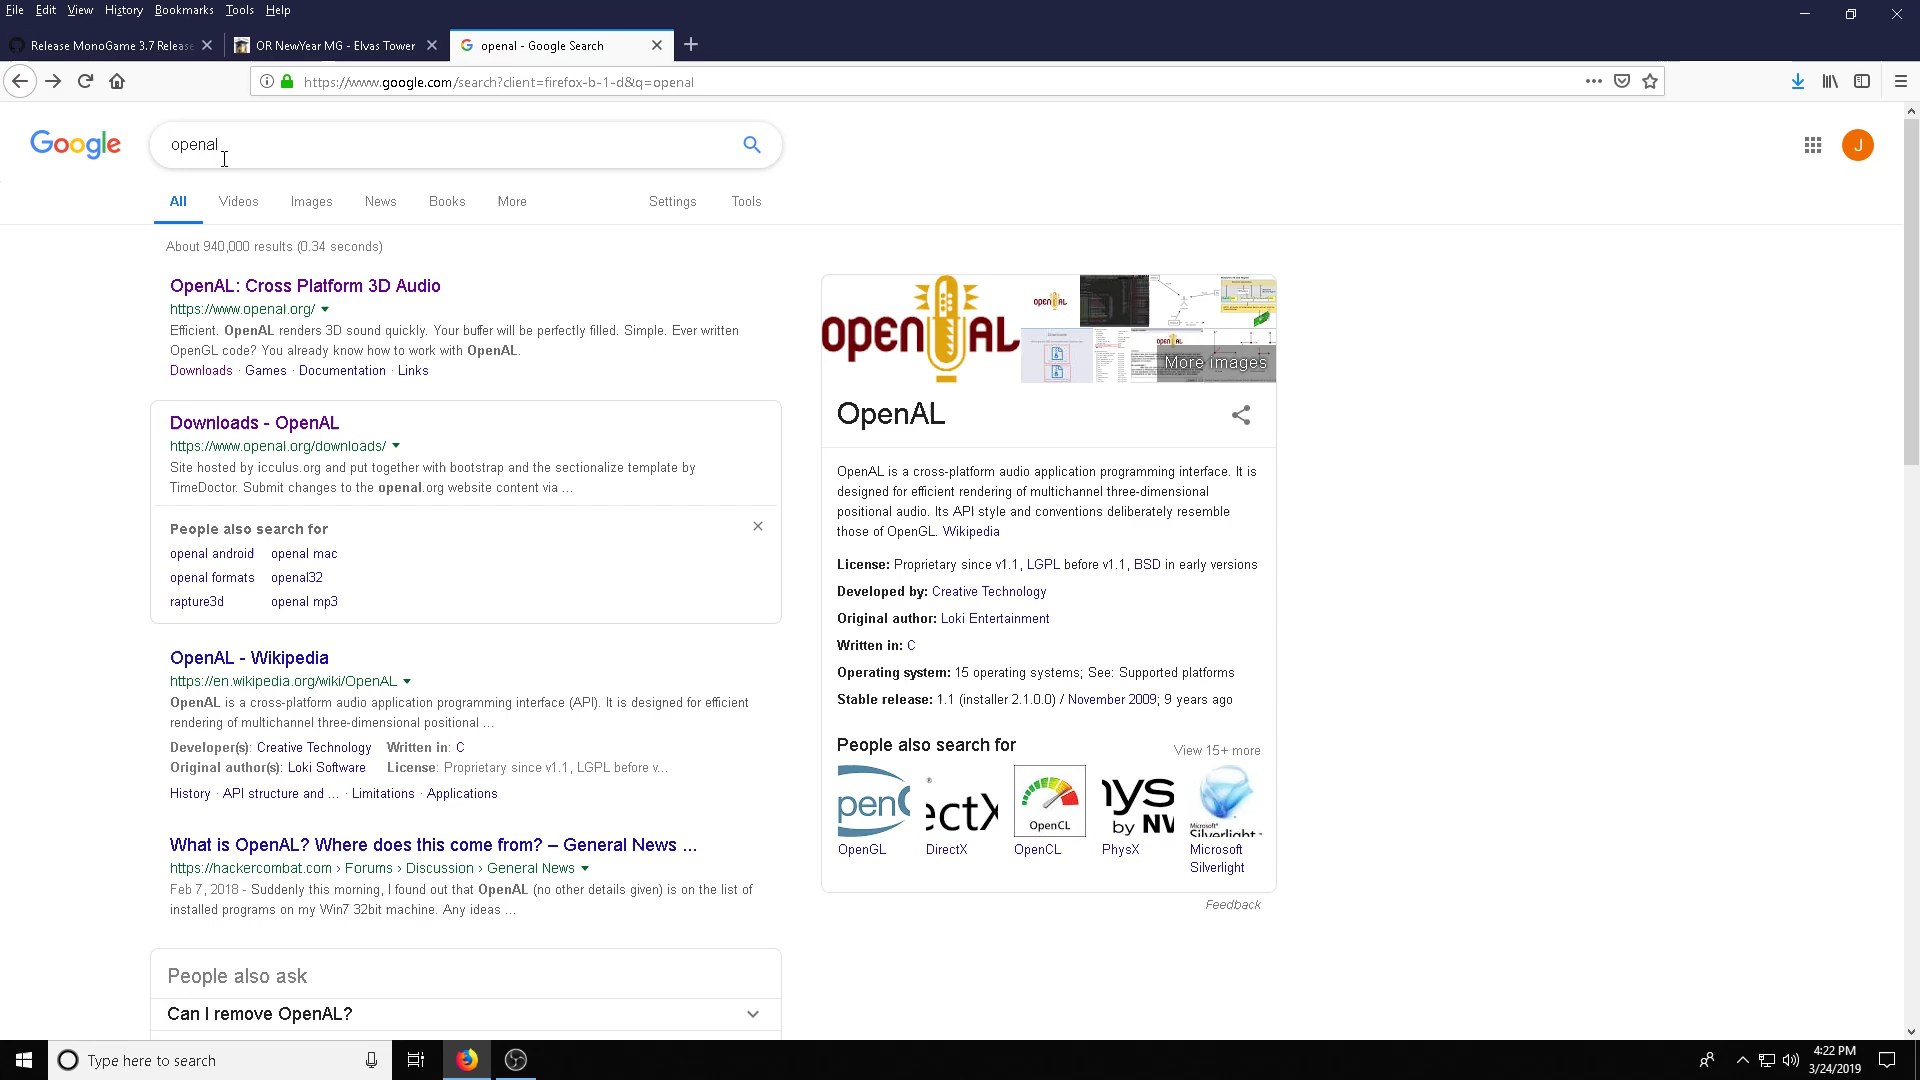 File Edit View History Bookmarks Tools Help
Release MonoGame 3.7 Release
OR NewYear MG - Elvas Tower
openal - Google Search
https://www.google.com/search?client=firefox-b-1-d&q=openal
Google
openal
J
All Videos Images News Books More Settings Tools
About 940,000 results (0.34 seconds)
OpenAL: Cross Platform 3D Audio
https://www.openal.org/
Efficient. OpenAL renders 3D sound quickly. Your buffer will be perfectly filled. Simple. Ever written
OpenGL code? You already know how to work with OpenAL.
Downloads · Games · Documentation · Links
Downloads - OpenAL
https://www.openal.org/downloads/
Site hosted by icculus.org and put together with bootstrap and the sectionalize template by
TimeDoctor. Submit changes to the openal.org website content via ...
People also search for
openal android openal mac
openal formats openal32
rapture3d openal mp3
OpenAL - Wikipedia
https://en.wikipedia.org/wiki/OpenAL
OpenAL is a cross-platform audio application programming interface (API). It is designed for efficient
rendering of multichannel three-dimensional positional ...
Developer(s): Creative Technology Written in: C
Original author(s): Loki Software License: Proprietary since v1.1, LGPL before v...
History · API structure and ... · Limitations · Applications
What is OpenAL? Where does this come from? – General News ...
https://hackercombat.com › Forums › Discussion › General News
Feb 7, 2018 - Suddenly this morning, I found out that OpenAL (no other details given) is on the list of
installed programs on my Win7 32bit machine. Any ideas ...
People also ask
Can I remove OpenAL?
OPENAL
OPENAL
More images
OpenAL
OpenAL is a cross-platform audio application programming interface. It is
designed for efficient rendering of multichannel three-dimensional
positional audio. Its API style and conventions deliberately resemble
those of OpenGL. Wikipedia
License: Proprietary since v1.1, LGPL before v1.1, BSD in early versions
Developed by: Creative Technology
Original author: Loki Entertainment
Written in: C
Operating system: 15 operating systems; See: Supported platforms
Stable release: 1.1 (installer 2.1.0.0) / November 2009; 9 years ago
People also search for
View 15+ more
OpenCL
Microsoft
Silverlight
OpenGL DirectX OpenCL PhysX Microsoft
Silverlight
Feedback
Type here to search
4:22 PM
3/24/2019